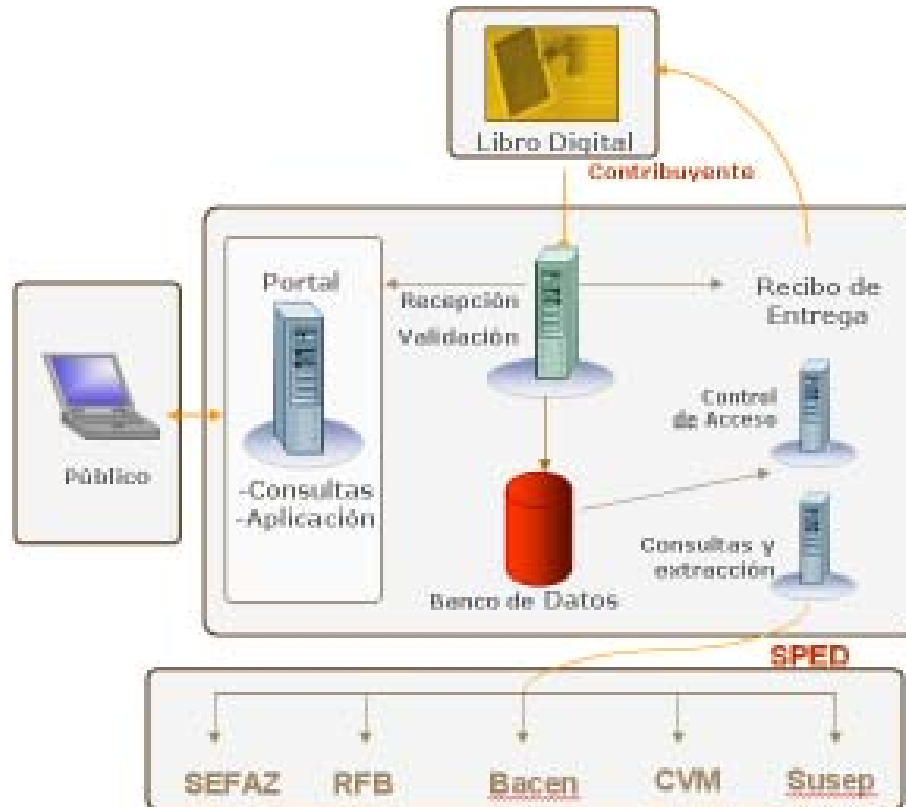 Libro Digital
Contribuyente
Portal
Recepción
Validación
Recibo de
Entrega
Control
de Acceso
Público
-Consultas
-Aplicación
Consultas y
extracción
Banco de Datos
SPED
SEFAZ
RFB
Bacen
CVM
Susep